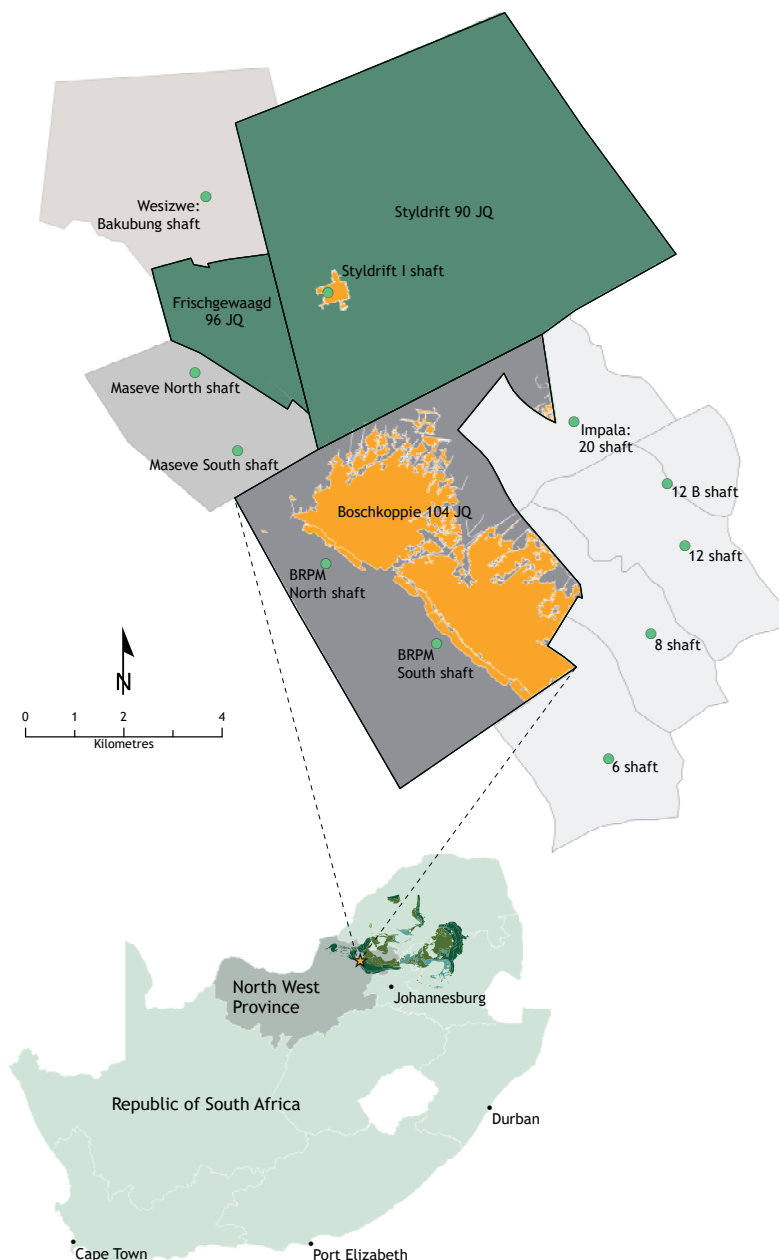 Styldrift 90 JQ
Wesizwe:
Bakubung shaft
Styldrift I shaft
Frischgewaagd
96 JQ
Maseve North shaft
Maseve South shaft
Impala:
20 shaft
12 B shaft
Boschkoppie 104 JQ
12 shaft
BRPM
North shaft
8 shaft
BRPM
South shaft
N
0 2 4
Kilometres
6 shaft
North West
Province
Johannesburg
Republic of South Africa
Durban
Cape Town
Port Elizabeth